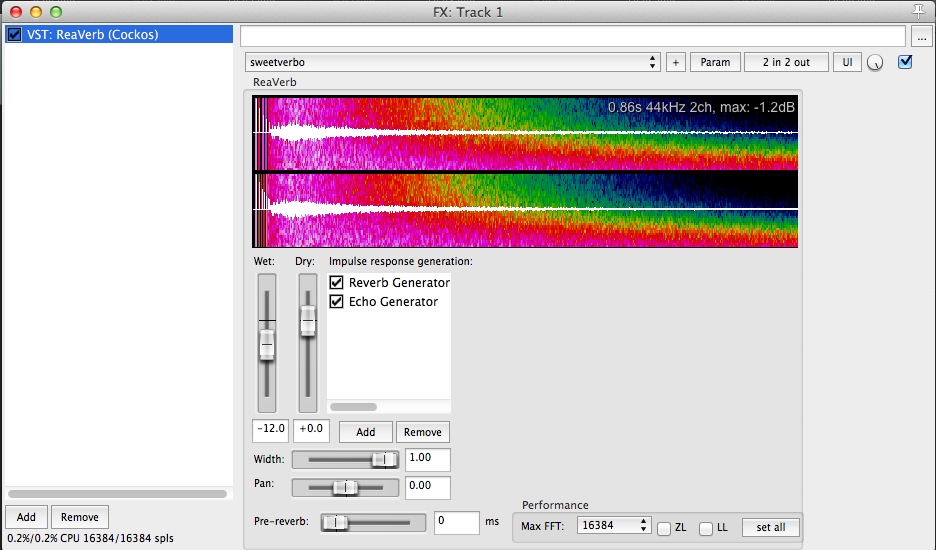 FX: Track 1
VST: ReaVerb (Cockos)
...
sweetverbo
+
Param
2 in 2 out
UI
ReaVerb
0.86s 44kHz 2ch, max: -1.2dB
Wet:
Dry:
Impulse response generation:
Reverb Generator
Echo Generator
-12.0
+0.0
Add
Remove
Width:
1.00
Pan:
0.00
Pre-reverb:
0
ms
Performance
Max FFT:
16384
ZL
LL
set all
Add
Remove
0.2%/0.2% CPU 16384/16384 spls